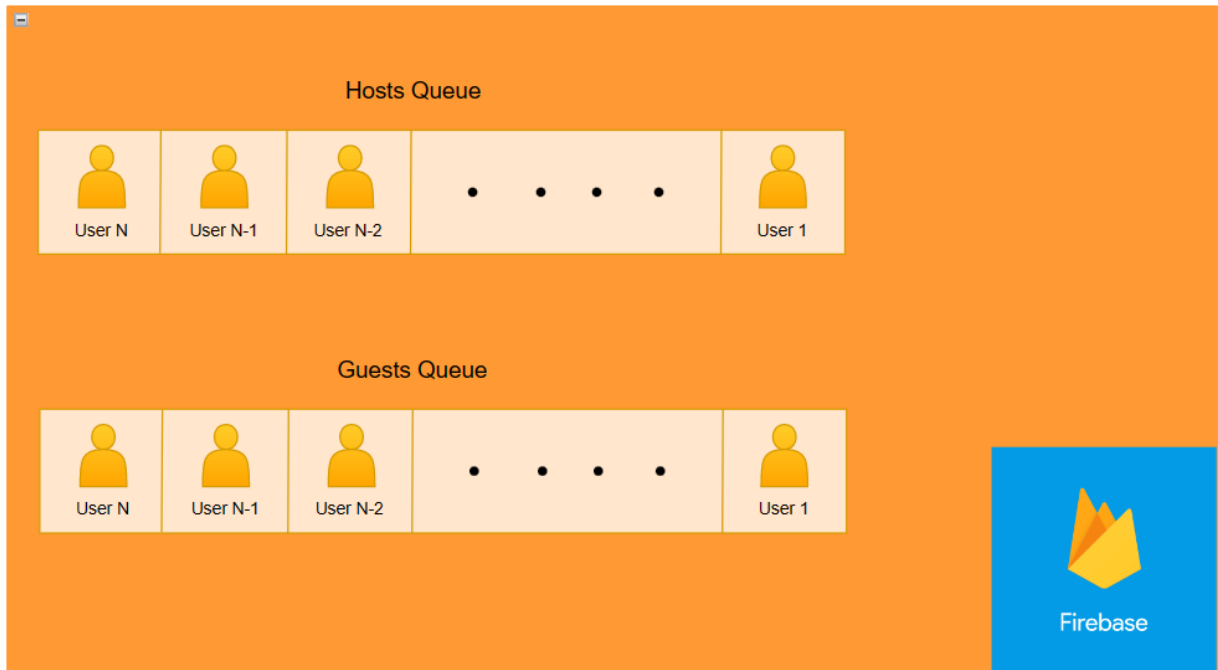 Hosts Queue
User N
User N-1
User N-2
User 1
Guests Queue
User N
User N-1
User N-2
User 1
Firebase